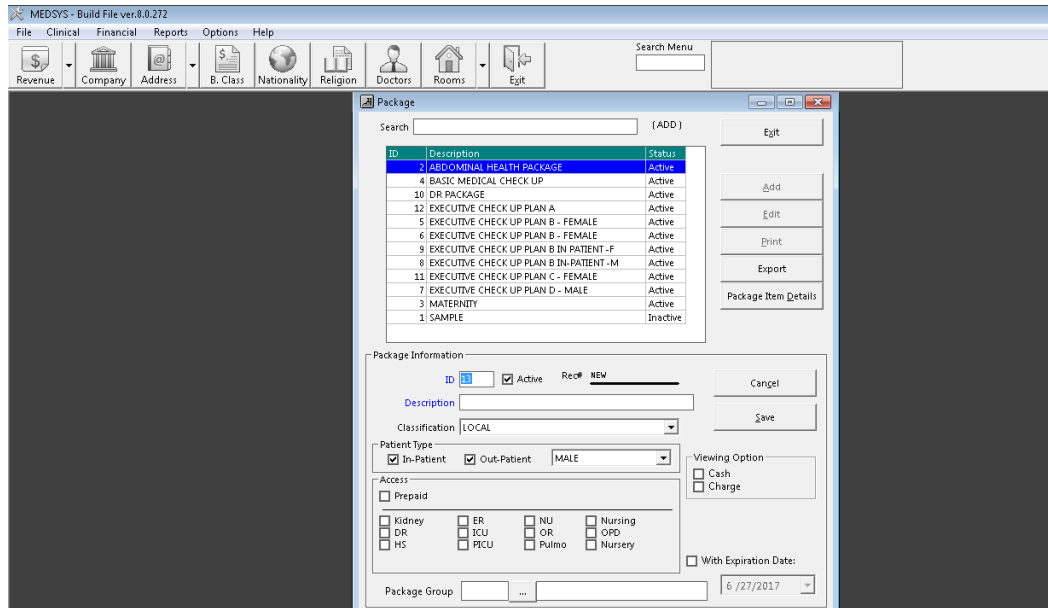 MEDSYS - Build File ver.8.0.272
File Clinical Financial Reports Options Help
Revenue Company Address B. Class Nationality Religion Doctors Rooms Exit
Search Menu
Package
Search (ADD)
Exit
ID Description Status
2 ABDOMINAL HEALTH PACKAGE Active
4 BASIC MEDICAL CHECK UP Active
10 DR PACKAGE Active
12 EXECUTIVE CHECK UP PLAN A Active
5 EXECUTIVE CHECK UP PLAN B - FEMALE Active
6 EXECUTIVE CHECK UP PLAN B - FEMALE Active
9 EXECUTIVE CHECK UP PLAN B IN PATIENT -F Active
8 EXECUTIVE CHECK UP PLAN B IN-PATIENT -M Active
11 EXECUTIVE CHECK UP PLAN C - FEMALE Active
7 EXECUTIVE CHECK UP PLAN D - MALE Active
3 MATERNITY Active
1 SAMPLE Inactive
Add
Edit
Print
Export
Package Item Details
Package Information
ID 13 Active Rec# NEW
Cancel
Description
Save
Classification LOCAL
Patient Type
In-Patient Out-Patient MALE
Viewing Option
Cash
Charge
Access
Prepaid
Kidney ER NU Nursing
DR ICU OR OPD
HS PICU Pulmo Nursery
With Expiration Date:
6 /27/2017
Package Group ...